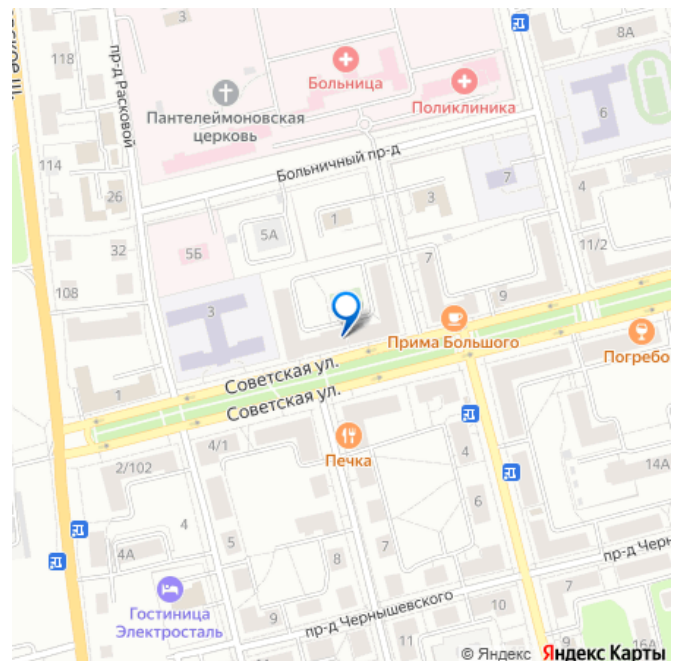 3
118
пр-д Расковой
Больница
Поликлиника
Пантелеймоновская
церковь
8А
6
114
Больничный пр-д
26
7
4
3
1
5А
32
5Б
11/2
7
108
9
3
Прима Большого
Погребо
Советская ул.
Советская ул.
1
4/1
Печка
2/102
4
14А
4
6
5
4А
8
7
пр-д Черн
7
Гостиница
Электросталь
9
пр-д Чернышевского
10
11
16А
© Яндекс Яндекс Карты